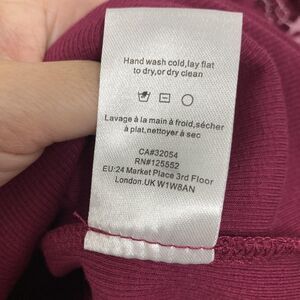 Hand wash cold,lay flat
to dry,or dry clean
Lavage à la main à froid,sécher
à plat,nettoyer à sec
CA#32054
RN#125552
EU:24 Market Place 3rd Floor
London.UK W1W8AN